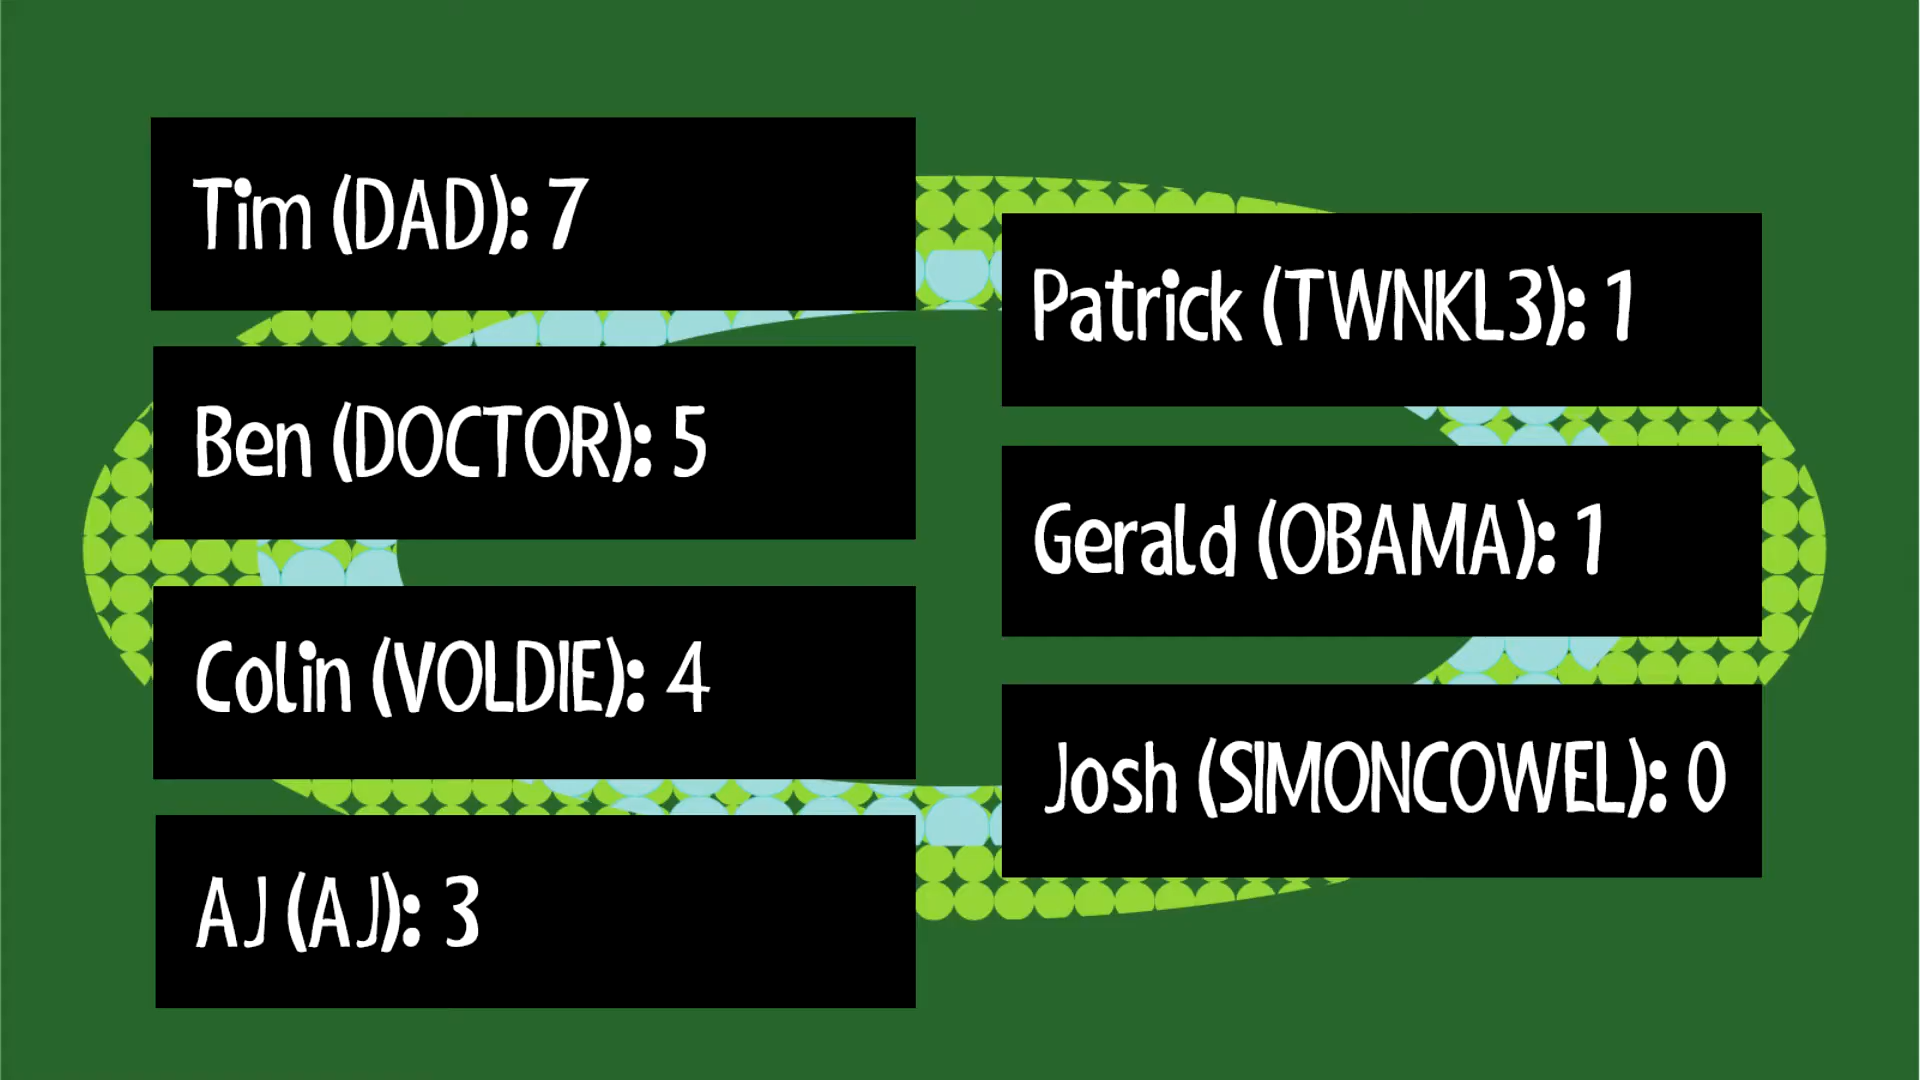 Tim (DAD): 7
Ben (DOCTOR): 5
Colin (VOLDIE): 4
AJ (AJ): 3
Patrick (TWNKL3): 1
Gerald (OBAMA): 1
Josh (SIMONCOWEL): 0